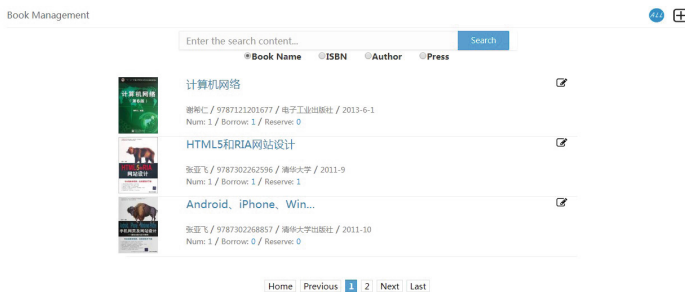 Book Management
ALL
Enter the search content...
Search
Book Name ISBN Author Press
计算机网络
谢希仁 / 9787121201677 / 电子工业出版社 / 2013-6-1
Num: 1 / Borrow: 1 / Reserve: 0
HTML5和RIA网站设计
张亚飞 / 9787302262596 / 清华大学 / 2011-9
Num: 1 / Borrow: 1 / Reserve: 1
Android、iPhone、Win...
张亚飞 / 9787302268857 / 清华大学出版社 / 2011-10
Num: 1 / Borrow: 0 / Reserve: 0
Home Previous 1 2 Next Last